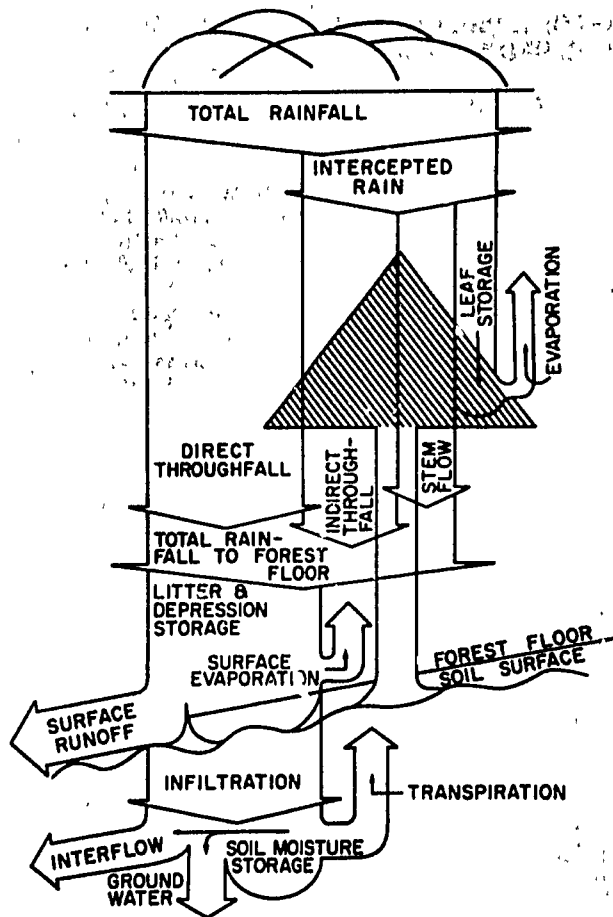 TOTAL RAINFALL
INTERCEPTED
RAIN
LEAF
STORAGE
EVAPORATION
DIRECT
THROUGHFALL
INDIRECT
THROUGH-
FALL
STEM
FLOW
TOTAL RAIN-
FALL TO FOREST
FLOOR
LITTER &
DEPRESSION
STORAGE
SURFACE
EVAPORATION
FOREST FLOOR
SOIL SURFACE
SURFACE
RUNOFF
INFILTRATION
TRANSPIRATION
INTERFLOW
SOIL MOISTURE
STORAGE
GROUND
WATER